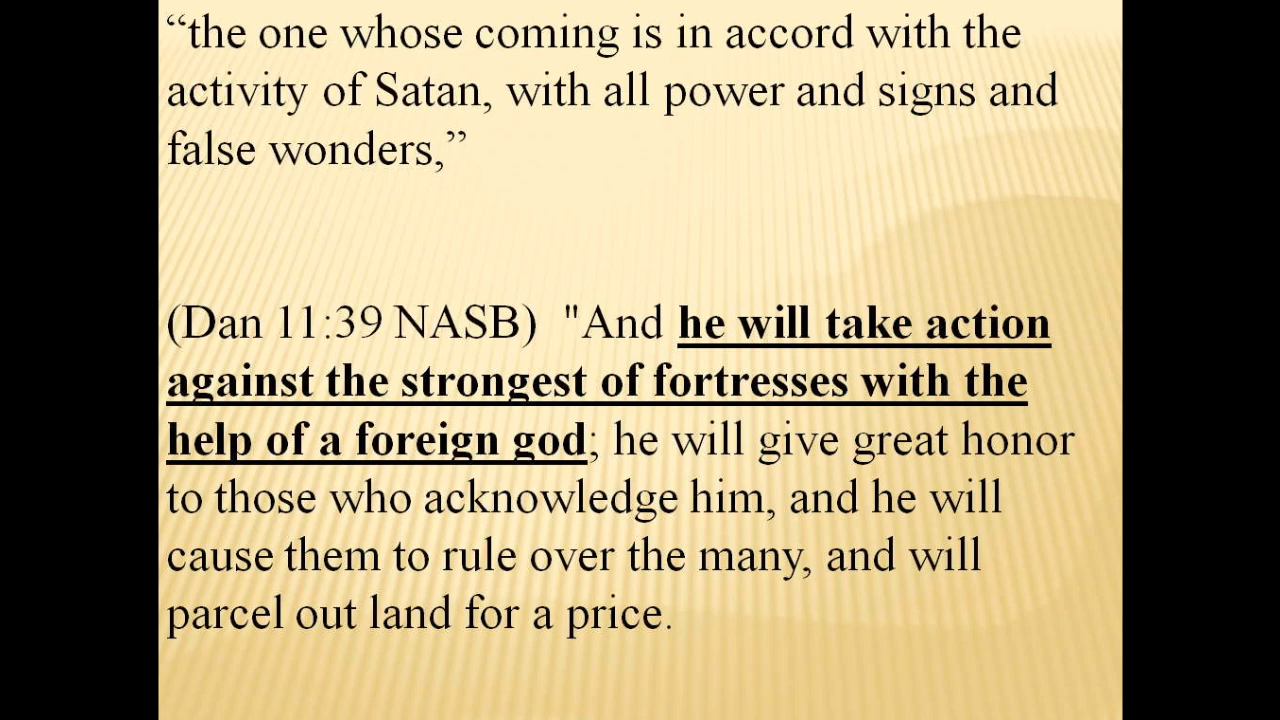 “the one whose coming is in accord with the
activity of Satan, with all power and signs and
false wonders,”
(Dan 11:39 NASB)  "And he will take action
against the strongest of fortresses with the
help of a foreign god; he will give great honor
to those who acknowledge him, and he will
cause them to rule over the many, and will
parcel out land for a price.